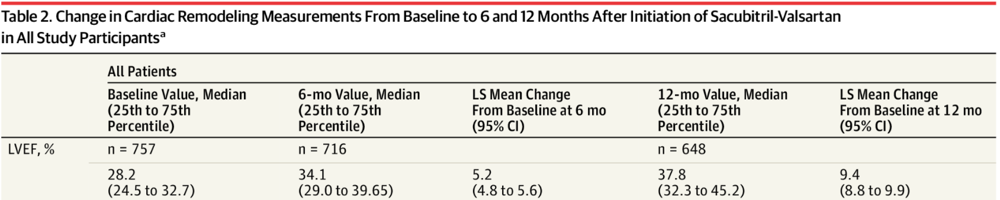 Table 2. Change in Cardiac Remodeling Measurements From Baseline to 6 and 12 Months After Initiation of Sacubitril-Valsartan
in All Study Participantsa
All Patients
Baseline Value, Median
(25th to 75th
Percentile)
6-mo Value, Median
(25th to 75th
Percentile)
LS Mean Change
From Baseline at 6 mo
(95% CI)
12-mo Value, Median
(25th to 75th
Percentile)
LS Mean Change
From Baseline at 12 mo
(95% CI)
LVEF, %
n = 757
n = 716
n = 648
28.2
(24.5 to 32.7)
34.1
(29.0 to 39.65)
5.2
(4.8 to 5.6)
37.8
(32.3 to 45.2)
9.4
(8.8 to 9.9)